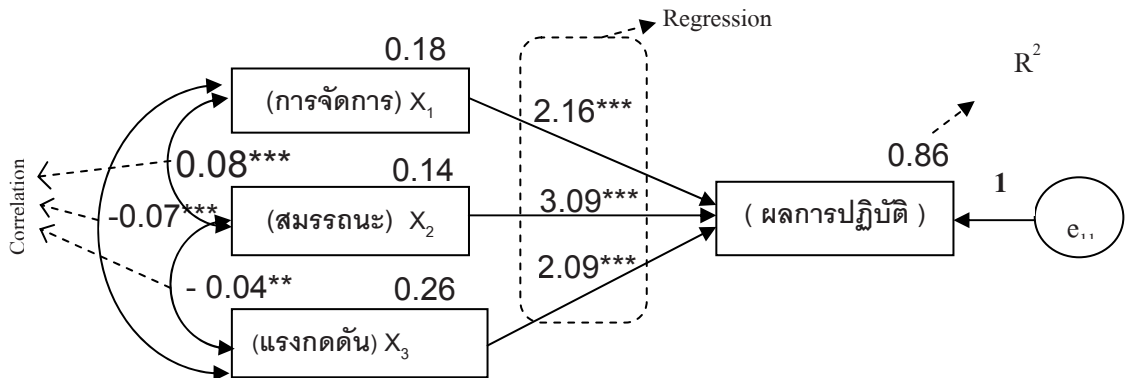 Regression
0.18
R2
(การจัดการ) X1
2.16***
0.86
0.08***
0.14
1
Correlation
-0.07***
(สมรรถนะ) X2
3.09***
( ผลการปฏิบัติ )
e11
- 0.04**
0.26
2.09***
(แรงกดดัน) X3